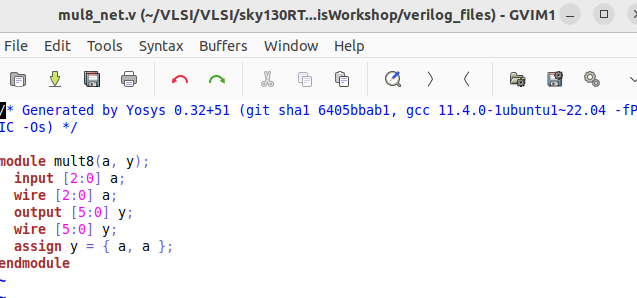 mul8_net.v (~/VLSI/VLSI/sky130RT...isWorkshop/verilog_files) - GVIM1
File Edit Tools Syntax Buffers Window Help
/* Generated by Yosys 0.32+51 (git sha1 6405bbab1, gcc 11.4.0-1ubuntu1~22.04 -fP
IC -Os) */
module mult8(a, y);
input [2:0] a;
wire [2:0] a;
output [5:0] y;
wire [5:0] y;
assign y = { a, a };
endmodule
~
~